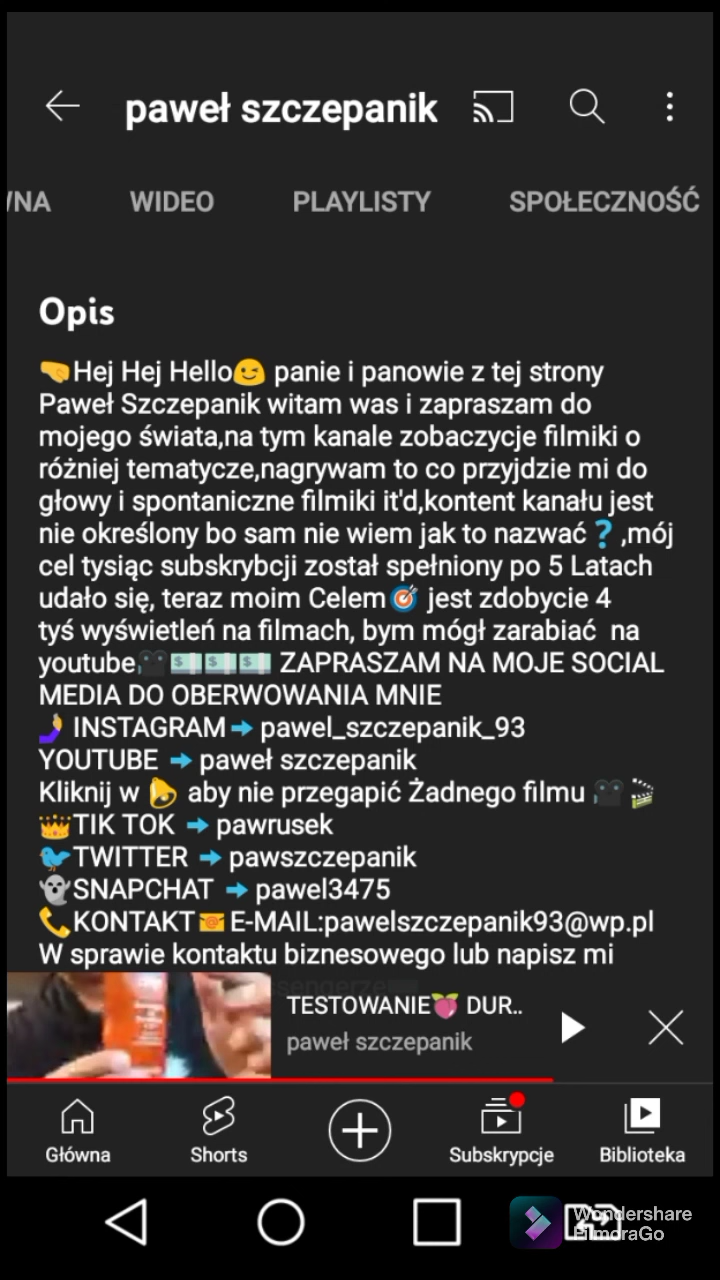 paweł szczepanik
WNA WIDEO PLAYLISTY SPOŁECZNOŚĆ
Opis
🤜Hej Hej Hello😉 panie i panowie z tej strony
Paweł Szczepanik witam was i zapraszam do
mojego świata,na tym kanale zobaczycje filmiki o
różniej tematycze,nagrywam to co przyjdzie mi do
głowy i spontaniczne filmiki it'd,kontent kanału jest
nie określony bo sam nie wiem jak to nazwać❓,mój
cel tysiąc subskrybcji został spełniony po 5 Latach
udało się, teraz moim Celem🎯 jest zdobycie 4
tyś wyświetleń na filmach, bym mógł zarabiać na
youtube🎥💵💵💵 ZAPRASZAM NA MOJE SOCIAL
MEDIA DO OBERWOWANIA MNIE
🤳INSTAGRAM➡pawel_szczepanik_93
YOUTUBE ➡paweł szczepanik
Kliknij w 🔔 aby nie przegapić Żadnego filmu 🎥🎬
👑TIK TOK ➡pawrusek
🐦TWITTER ➡pawszczepanik
👻SNAPCHAT ➡pawel3475
📞KONTAKT📧E-MAIL:pawelszczepanik93@wp.pl
W sprawie kontaktu biznesowego lub napisz mi
TESTOWANIE🍑 DUR..
paweł szczepanik
Główna Shorts Subskrypcje Biblioteka
Wondershare
FilmoraGo